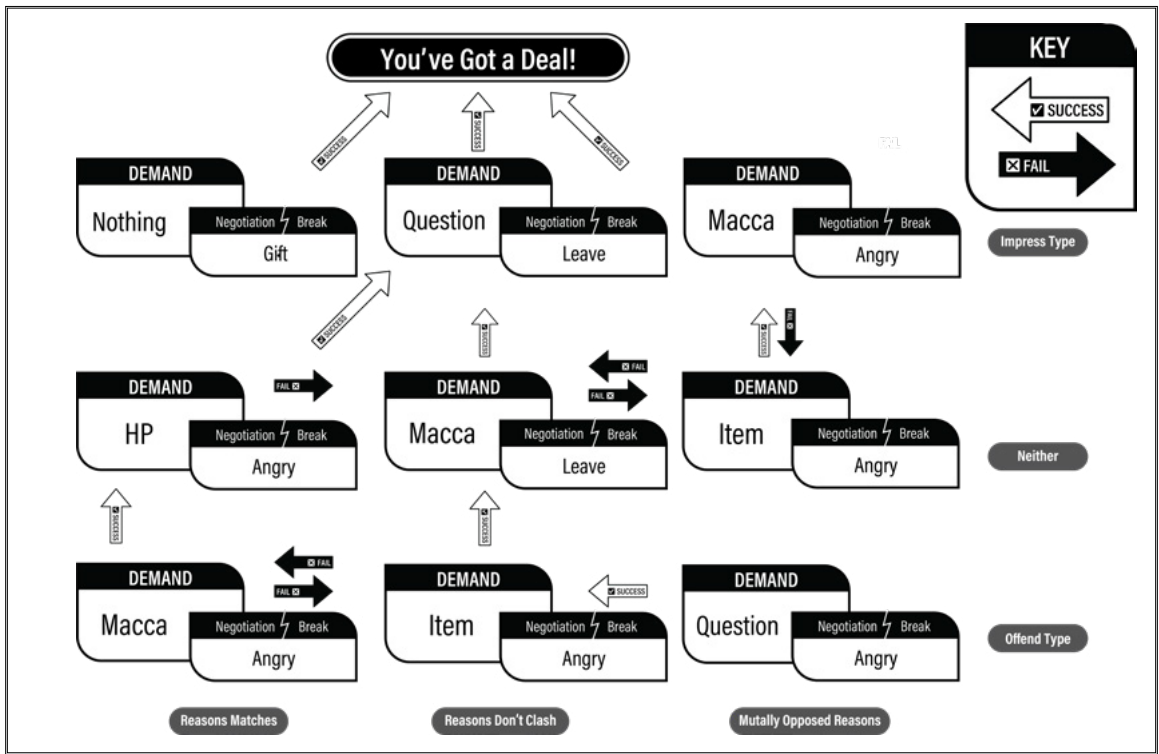 You've Got a Deal!
KEY
SUCCESS
FAIL
SUCCESS
SUCCESS
SUCCESS
DEMAND
Nothing
Negotiation Break
Gift
DEMAND
Question
Negotiation Break
Leave
DEMAND
Macca
Negotiation Break
Angry
Impress Type
SUCCESS
SUCCESS
SUCCESS
FAIL
DEMAND
HP
Negotiation Break
Angry
FAIL
DEMAND
Macca
Negotiation Break
Leave
FAIL
FAIL
DEMAND
Item
Negotiation Break
Angry
Neither
SUCCESS
SUCCESS
DEMAND
Macca
Negotiation Break
Angry
FAIL
FAIL
DEMAND
Item
Negotiation Break
Angry
SUCCESS
DEMAND
Question
Negotiation Break
Angry
Offend Type
Reasons Matches
Reasons Don't Clash
Mutally Opposed Reasons